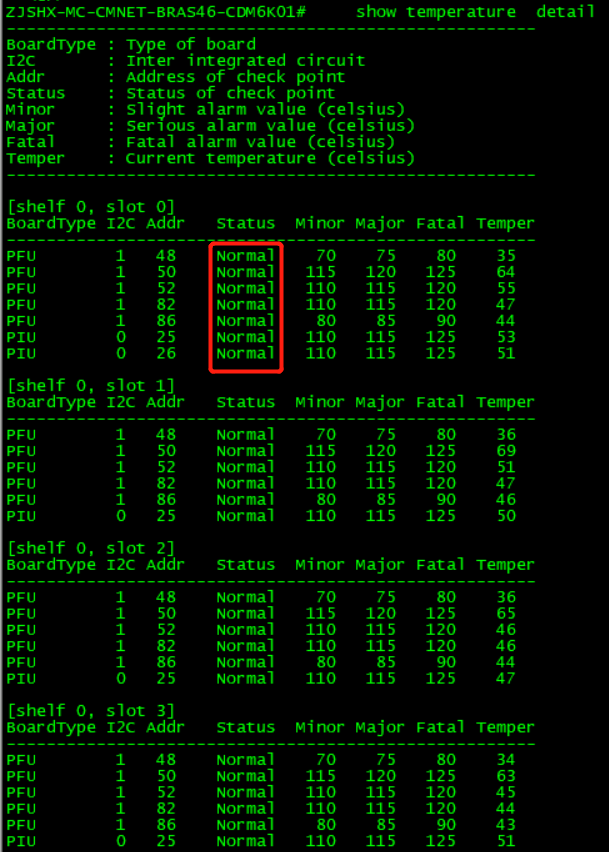 ZJSHX-MC-CMNET-BRAS46-CDM6K01# show temperature detail
BoardType : Type of board
I2C : Inter integrated circuit
Addr : Address of check point
Status : Status of check point
Minor : Slight alarm value (celsius)
Major : Serious alarm value (celsius)
Fatal : Fatal alarm value (celsius)
Temper : Current temperature (celsius)
[shelf 0, slot 0]
BoardType I2C Addr Status Minor Major Fatal Temper
PFU 1 48 Normal 70 75 80 35
PFU 1 50 Normal 115 120 125 64
PFU 1 52 Normal 110 115 120 55
PFU 1 82 Normal 110 115 120 47
PFU 1 86 Normal 80 85 90 44
PIU 0 25 Normal 110 115 125 53
PIU 0 26 Normal 110 115 125 51
[shelf 0, slot 1]
BoardType I2C Addr Status Minor Major Fatal Temper
PFU 1 48 Normal 70 75 80 36
PFU 1 50 Normal 115 120 125 69
PFU 1 52 Normal 110 115 120 51
PFU 1 82 Normal 110 115 120 47
PFU 1 86 Normal 80 85 90 46
PIU 0 25 Normal 110 115 125 50
[shelf 0, slot 2]
BoardType I2C Addr Status Minor Major Fatal Temper
PFU 1 48 Normal 70 75 80 36
PFU 1 50 Normal 115 120 125 65
PFU 1 52 Normal 110 115 120 46
PFU 1 82 Normal 110 115 120 46
PFU 1 86 Normal 80 85 90 44
PIU 0 25 Normal 110 115 125 47
[shelf 0, slot 3]
BoardType I2C Addr Status Minor Major Fatal Temper
PFU 1 48 Normal 70 75 80 34
PFU 1 50 Normal 115 120 125 63
PFU 1 52 Normal 110 115 120 45
PFU 1 82 Normal 110 115 120 44
PFU 1 86 Normal 80 85 90 43
PIU 0 25 Normal 110 115 125 51